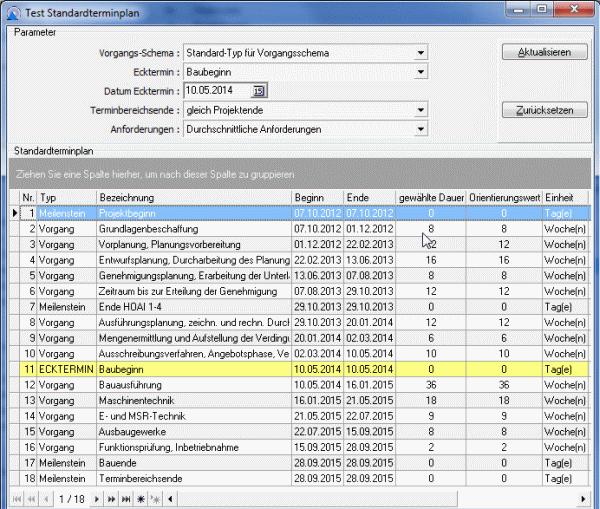 Test Standardterminplan
Parameter
Vorgangs-Schema : Standard-Typ für Vorgangsschema
Aktualisieren
Ecktermin : Baubeginn
Datum Ecktermin : 10.05.2014 15
Terminbereichsende : gleich Projektende
Zurücksetzen
Anforderungen : Durchschnittliche Anforderungen
Standardterminplan
Ziehen Sie eine Spalte hierher, um nach dieser Spalte zu gruppieren
Nr. Typ Bezeichnung Beginn Ende gewählte Dauer Orientierungswert Einheit
1 Meilenstein Projektbeginn 07.10.2012 07.10.2012 0 0 Tag(e)
2 Vorgang Grundlagenbeschaffung 07.10.2012 01.12.2012 8 8 Woche(n)
3 Vorgang Vorplanung, Planungsvorbereitung 01.12.2012 22.02.2013 12 12 Woche(n)
4 Vorgang Entwurfsplanung, Durcharbeitung des Planung 22.02.2013 13.06.2013 16 16 Woche(n)
5 Vorgang Genehmigungsplanung, Erarbeitung der Unterla 13.06.2013 07.08.2013 8 8 Woche(n)
6 Vorgang Zeitraum bis zur Erteilung der Genehmigung 07.08.2013 29.10.2013 12 12 Woche(n)
7 Meilenstein Ende HOAI 1-4 29.10.2013 29.10.2013 0 0 Tag(e)
8 Vorgang Ausführungsplanung, zeichn. und rechn. Durch 29.10.2013 20.01.2014 12 12 Woche(n)
9 Vorgang Mengenermittlung und Aufstellung der Verdingu 20.01.2014 02.03.2014 6 6 Woche(n)
10 Vorgang Ausschreibungsverfahren, Angebotsphase, Ve 02.03.2014 10.05.2014 10 10 Woche(n)
11 ECKTERMIN Baubeginn 10.05.2014 10.05.2014 0 0 Tag(e)
12 Vorgang Bauausführung 10.05.2014 16.01.2015 36 36 Woche(n)
13 Vorgang Maschinentechnik 16.01.2015 21.05.2015 18 18 Woche(n)
14 Vorgang E- und MSR-Technik 21.05.2015 22.07.2015 9 9 Woche(n)
15 Vorgang Ausbaugewerke 22.07.2015 15.09.2015 8 8 Woche(n)
16 Vorgang Funktionsprüfung, Inbetriebnahme 15.09.2015 28.09.2015 2 2 Woche(n)
17 Meilenstein Bauende 28.09.2015 28.09.2015 0 0 Tag(e)
18 Meilenstein Terminbereichsende 28.09.2015 28.09.2015 0 0 Tag(e)
1 / 18